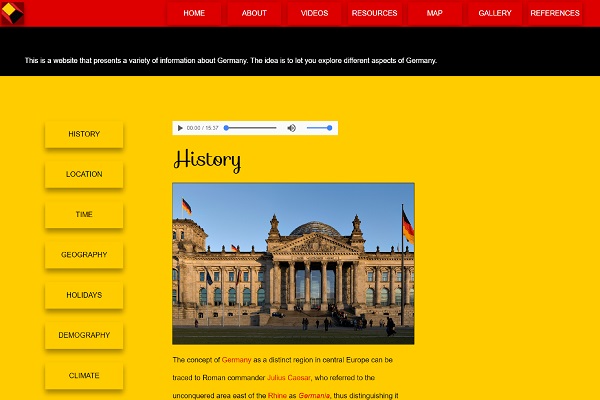 HOME ABOUT VIDEOS RESOURCES MAP GALLERY REFERENCES
This is a website that presents a variety of information about Germany. The idea is to let you explore different aspects of Germany.
HISTORY
LOCATION
TIME
GEOGRAPHY
HOLIDAYS
DEMOGRAPHY
CLIMATE
00:00 / 15:37
History
The concept of Germany as a distinct region in central Europe can be
traced to Roman commander Julius Caesar, who referred to the
unconquered area east of the Rhine as Germania, thus distinguishing it